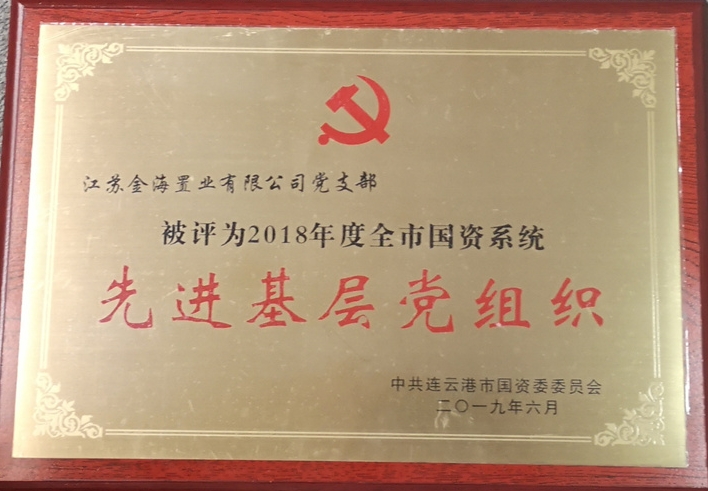 江苏金海置业有限公司党支部
被评为2018年度全市国资系统
先进基层党组织
中共连云港市国资委委员会
二〇一九年六月